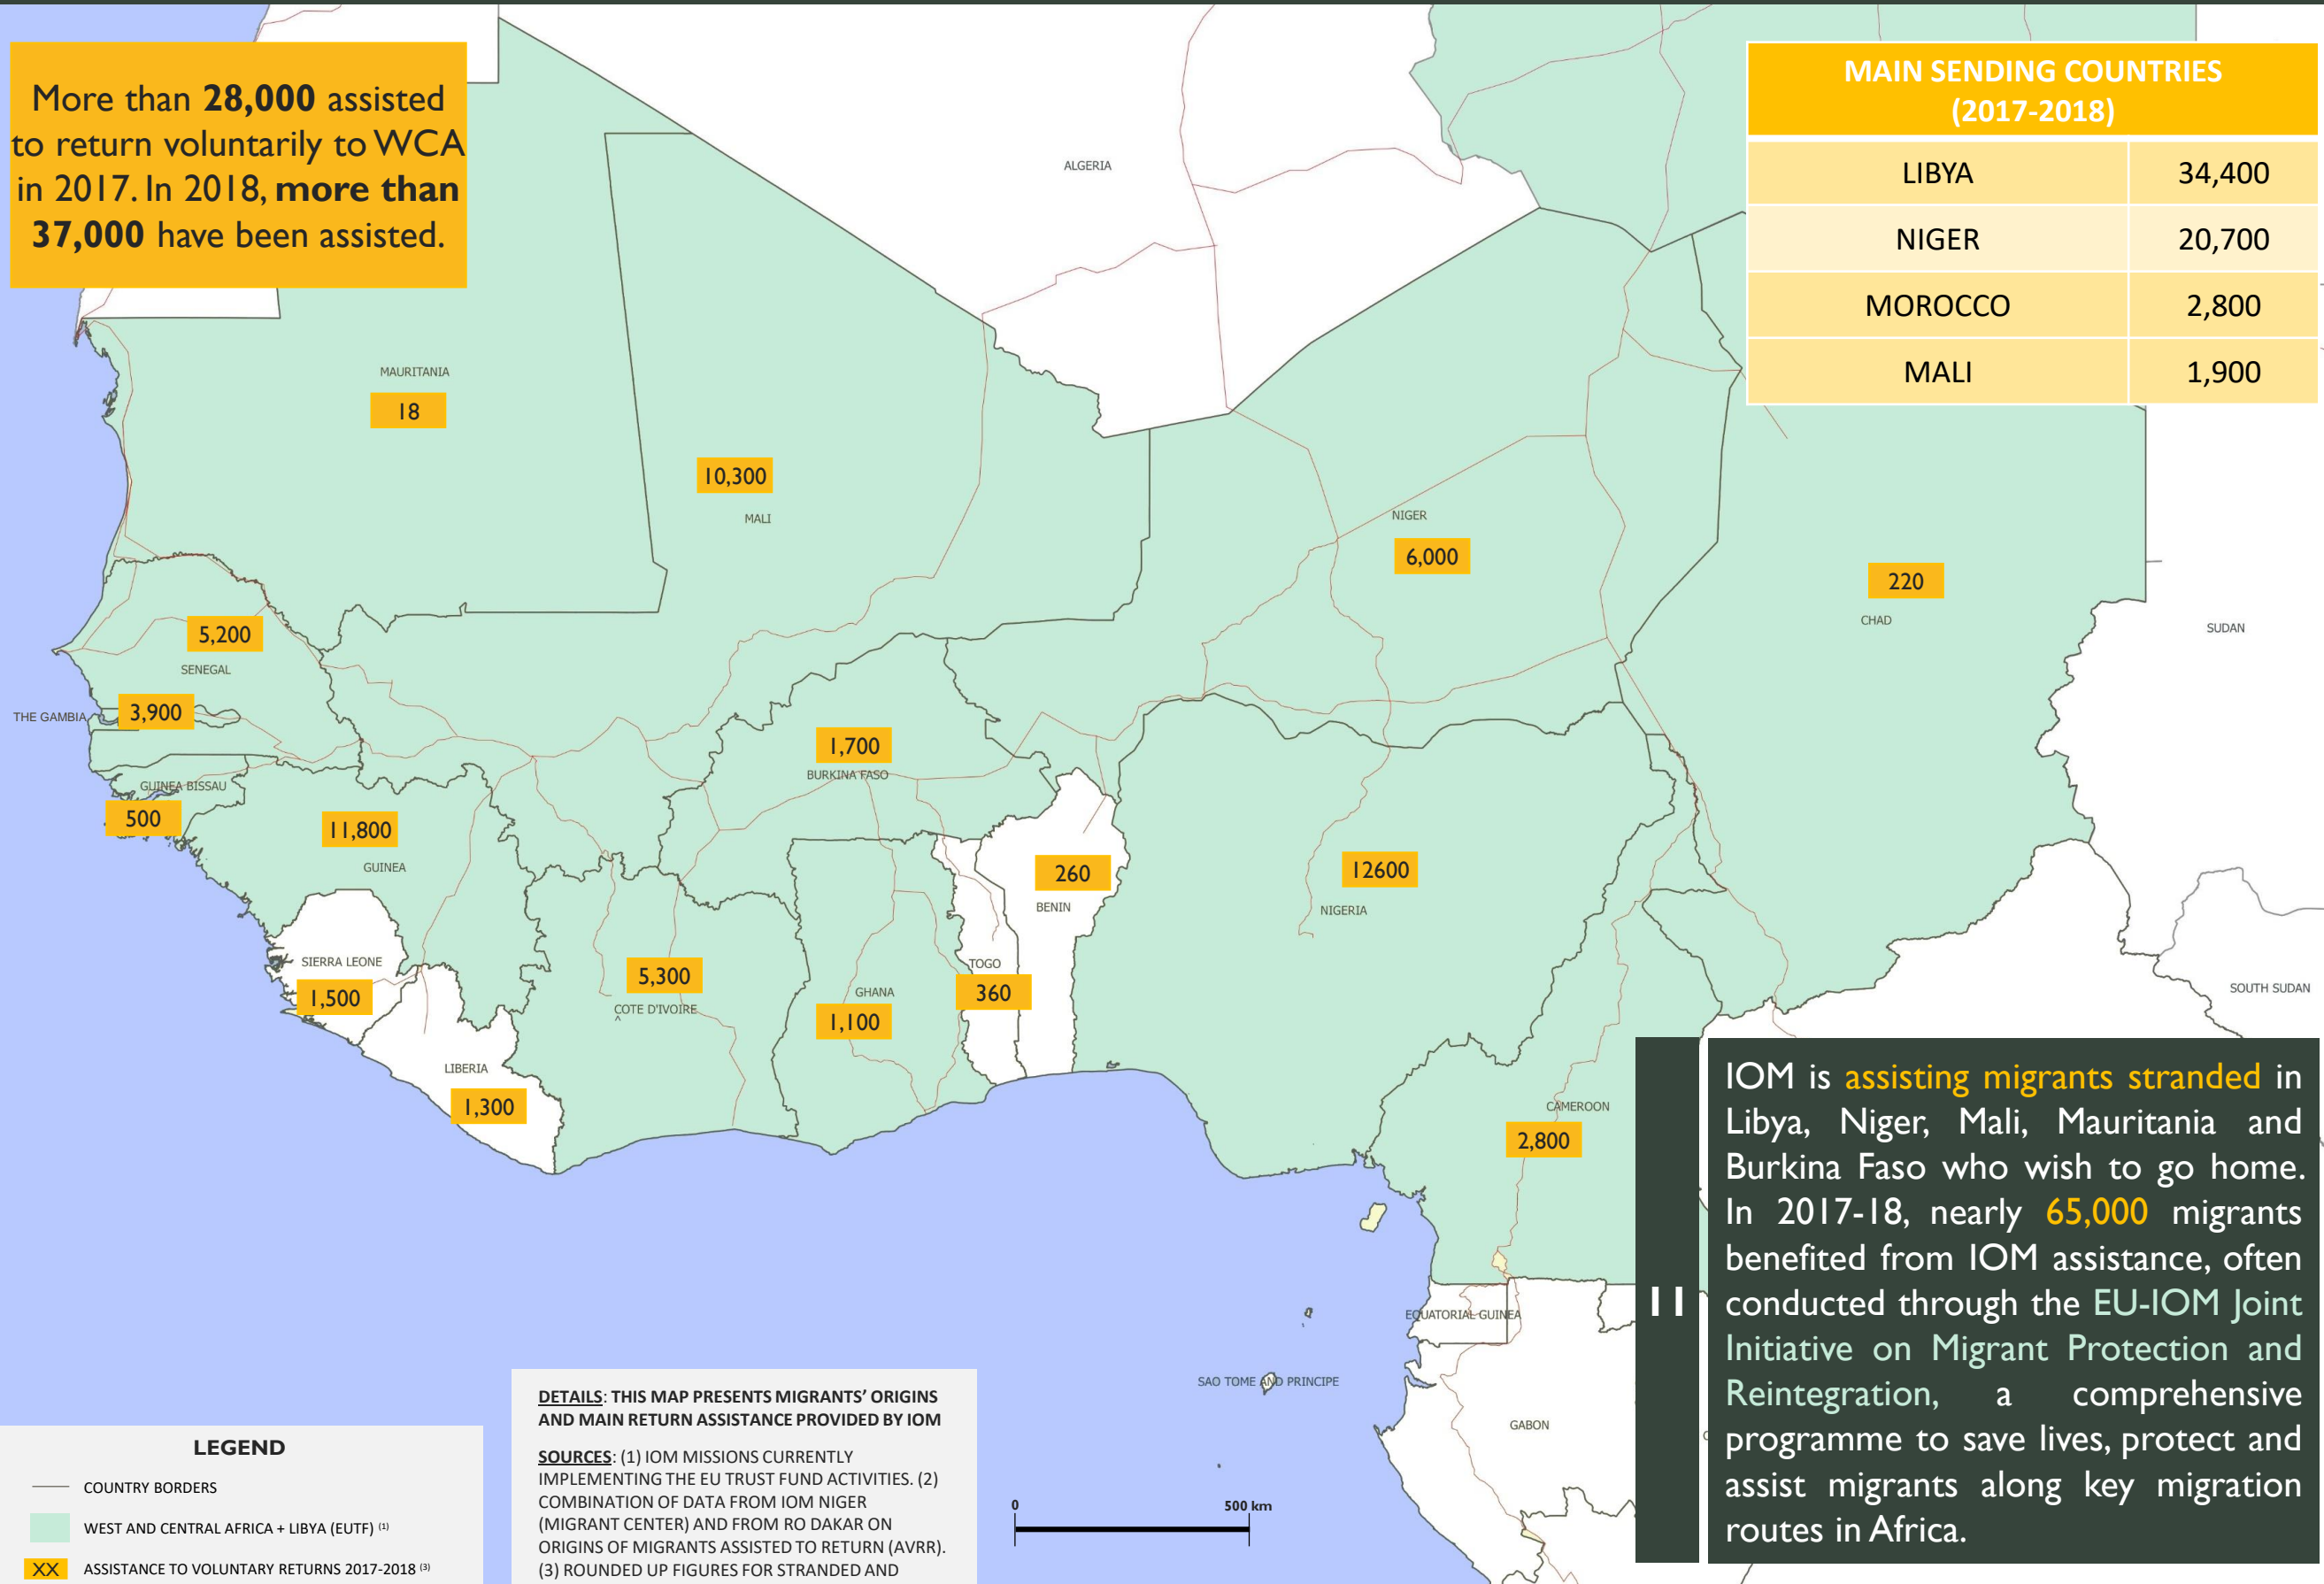 More than 28,000 assisted
to return voluntarily to WCA
in 2017. In 2018, more than
37,000 have been assisted.
MAIN SENDING COUNTRIES
(2017-2018)
LIBYA 34,400
NIGER 20,700
MOROCCO 2,800
MALI 1,900
ALGERIA
MAURITANIA
18
10,300
MALI
NIGER
6,000
220
CHAD
SUDAN
5,200
SENEGAL
THE GAMBIA
3,900
1,700
BURKINA FASO
GUINEA BISSAU
500
11,800
GUINEA
260
BENIN
12600
NIGERIA
SIERRA LEONE
1,500
5,300
COTE D'IVOIRE
^
GHANA
1,100
TOGO
360
SOUTH SUDAN
LIBERIA
1,300
CAMEROON
2,800
EQUATORIAL GUINEA
SAO TOME AND PRINCIPE
GABON
11
IOM is assisting migrants stranded in
Libya, Niger, Mali, Mauritania and
Burkina Faso who wish to go home.
In 2017-18, nearly 65,000 migrants
benefited from IOM assistance, often
conducted through the EU-IOM Joint
Initiative on Migrant Protection and
Reintegration, a comprehensive
programme to save lives, protect and
assist migrants along key migration
routes in Africa.
LEGEND
COUNTRY BORDERS
WEST AND CENTRAL AFRICA + LIBYA (EUTF) (1)
XX ASSISTANCE TO VOLUNTARY RETURNS 2017-2018 (3)
DETAILS: THIS MAP PRESENTS MIGRANTS' ORIGINS
AND MAIN RETURN ASSISTANCE PROVIDED BY IOM
SOURCES: (1) IOM MISSIONS CURRENTLY
IMPLEMENTING THE EU TRUST FUND ACTIVITIES. (2)
COMBINATION OF DATA FROM IOM NIGER
(MIGRANT CENTER) AND FROM RO DAKAR ON
ORIGINS OF MIGRANTS ASSISTED TO RETURN (AVRR).
(3) ROUNDED UP FIGURES FOR STRANDED AND
0 500 km